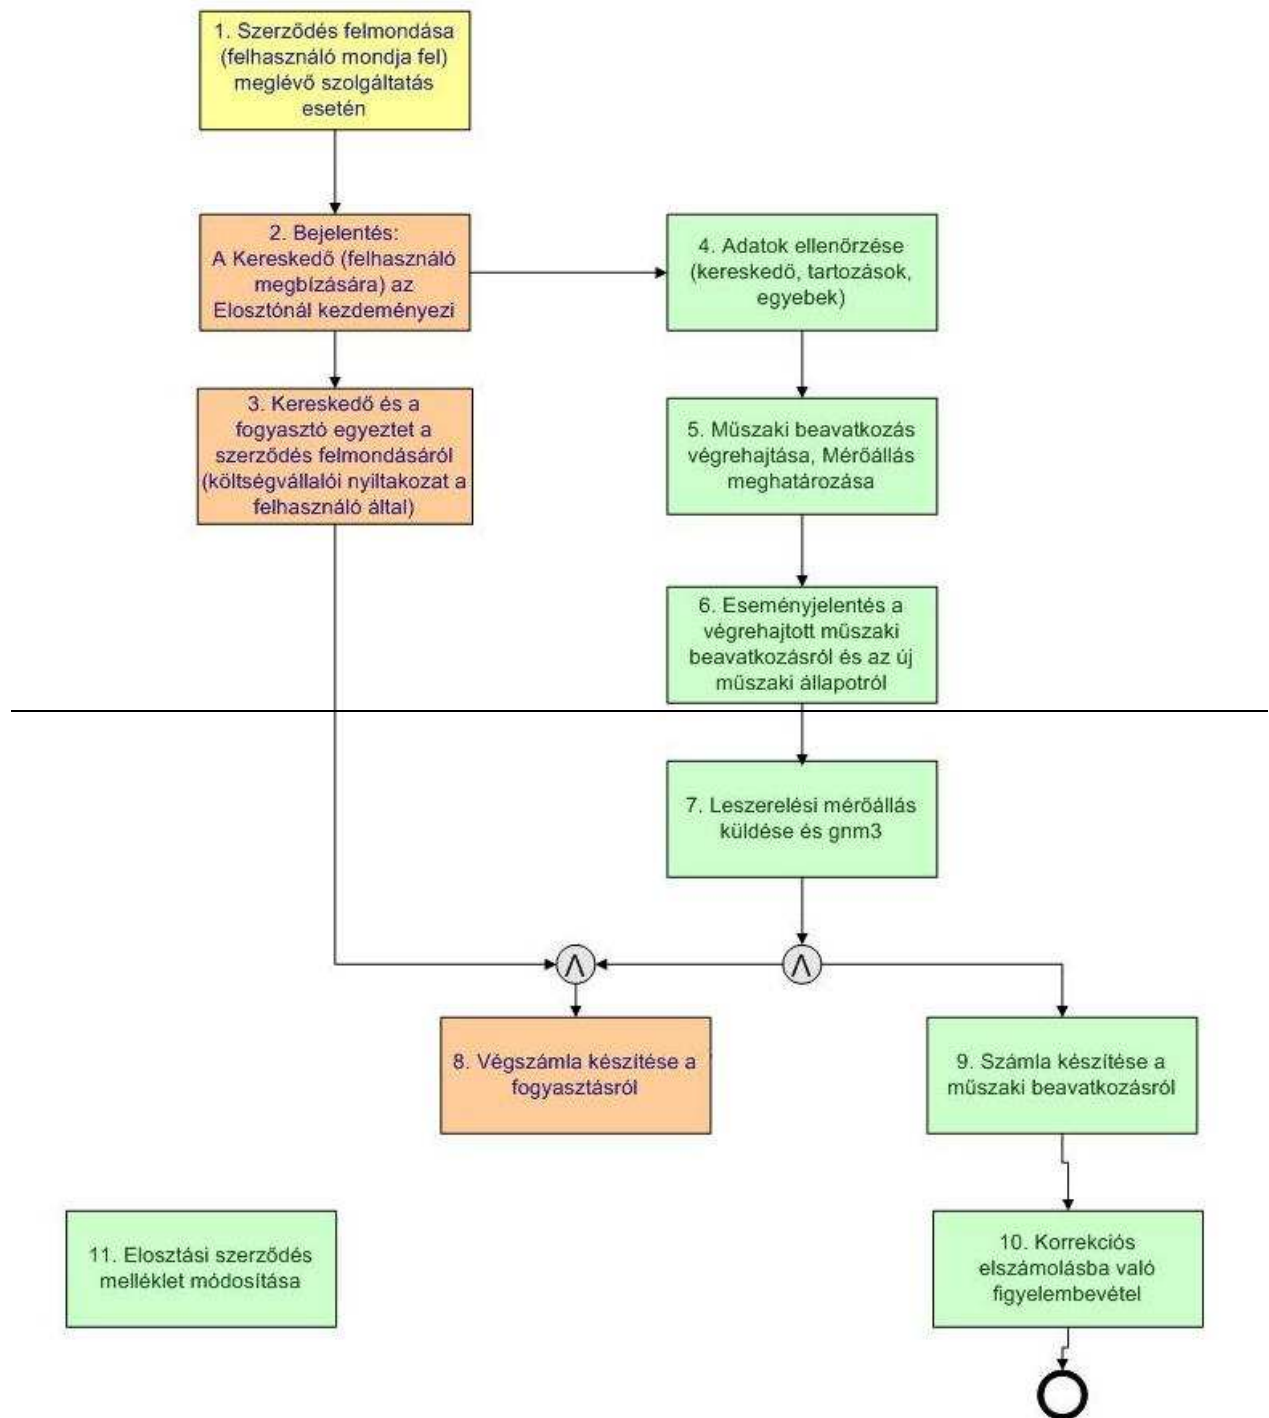 1. Szerződés felmondása
(felhasználó mondja fel)
meglévő szolgáltatás
esetén
2. Bejelentés:
A Kereskedő (felhasználó
megbízására) az
Elosztónál kezdeményezi
3. Kereskedő és a
fogyasztó egyeztet a
szerződés felmondásáról
(költségvállalói nyiltakozat a
felhasználó által)
4. Adatok ellenőrzése
(kereskedő, tartozások,
egyebek)
5. Műszaki beavatkozás
végrehajtása, Mérőállás
meghatározása
6. Eseményjelentés a
végrehajtott műszaki
beavatkozásról és az új
műszaki állapotról
7. Leszerelési mérőállás
küldése és gnm3
Λ
Λ
8. Végszámla készítése a
fogyasztásról
9. Számla készítése a
műszaki beavatkozásról
11. Elosztási szerződés
melléklet módosítása
10. Korrekciós
elszámolásba való
figyelembevétel